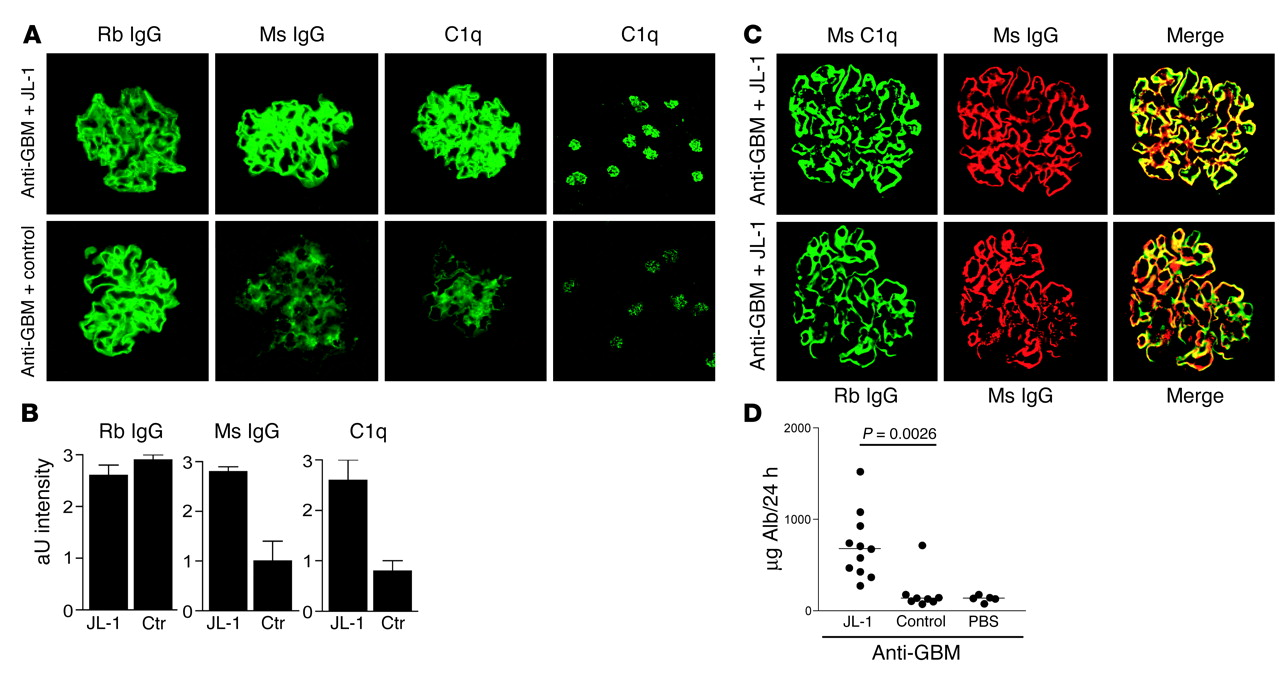 A
Rb IgG Ms IgG C1q C1q
Anti-GBM + JL-1
Anti-GBM + control
C
Ms C1q Ms IgG Merge
Anti-GBM + JL-1
Anti-GBM + JL-1
Rb IgG Ms IgG Merge
B
Rb IgG Ms IgG C1q
aU intensity
3 3 3
2 2 2
1 1 1
0 0 0
JL-1 Ctr JL-1 Ctr JL-1 Ctr
D
P = 0.0026
µg Alb/24 h
2000
1000
0
JL-1 Control PBS
Anti-GBM